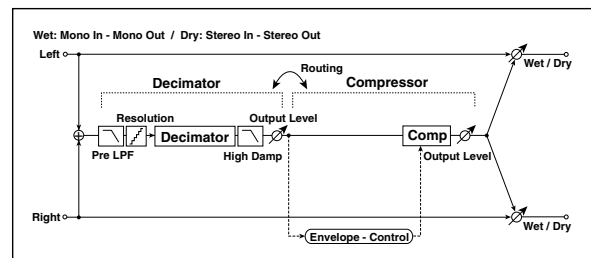 Wet: Mono In - Mono Out / Dry: Stereo In - Stereo Out
Left
Wet / Dry
Routing
Decimator
Compressor
Resolution
Output Level
Decimator
Comp
Pre LPF
High Damp
Output Level
Right
Envelope - Control
Wet / Dry